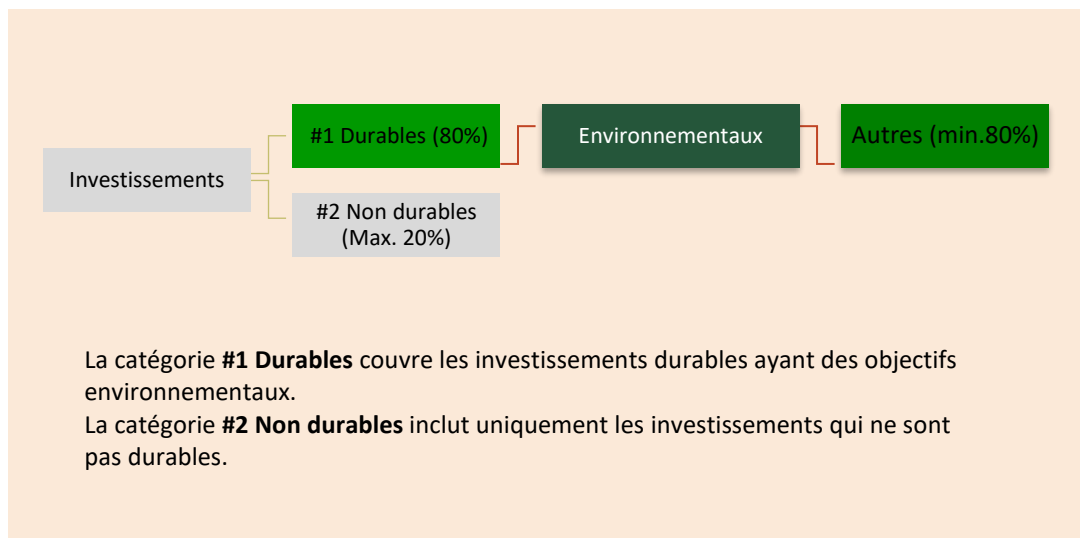 #1 Durables (80%)
Environnementaux
Autres (min.80%)
Investissements
#2 Non durables
(Max. 20%)
La catégorie #1 Durables couvre les investissements durables ayant des objectifs
environnementaux.
La catégorie #2 Non durables inclut uniquement les investissements qui ne sont
pas durables.